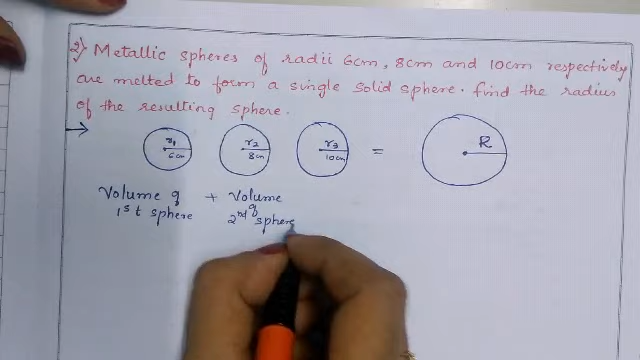 2) Metallic spheres of radii 6cm, 8cm and 10cm respectively
are melted to form a single solid sphere. Find the radius
of the resulting sphere.
r1 r2 r3 = R
6cm 8cm 10cm
Volume of + Volume
1st sphere of
2nd sphere